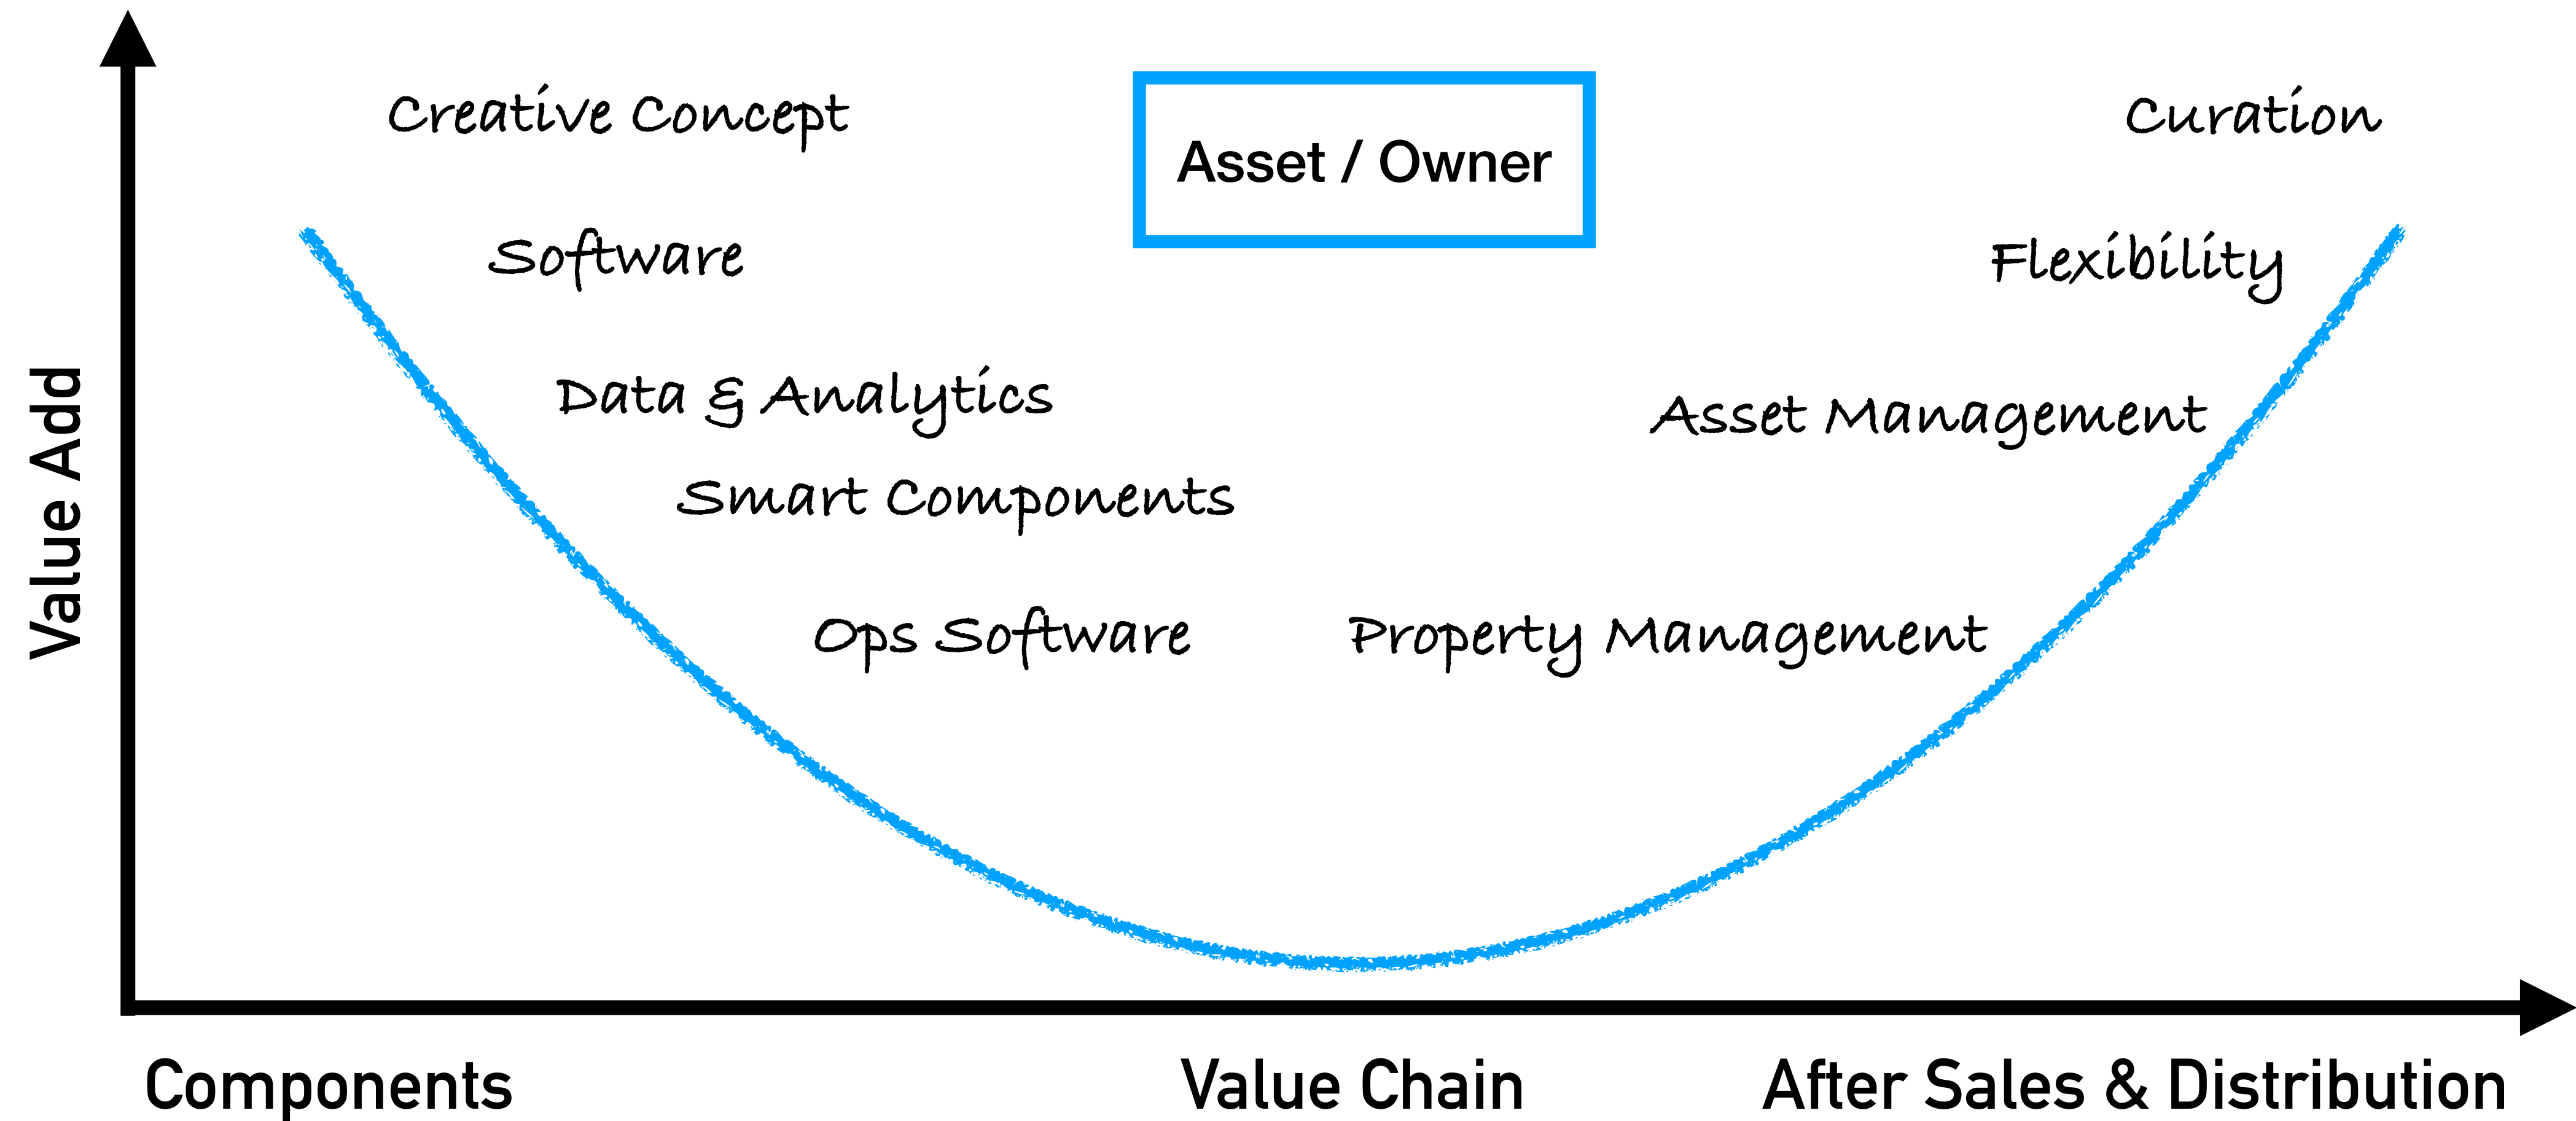 Creative Concept
Asset / Owner
Curation
Software
Flexibility
Data & Analytics
Asset Management
Smart Components
Ops Software
Property Management
Value Add
Components
Value Chain
After Sales & Distribution